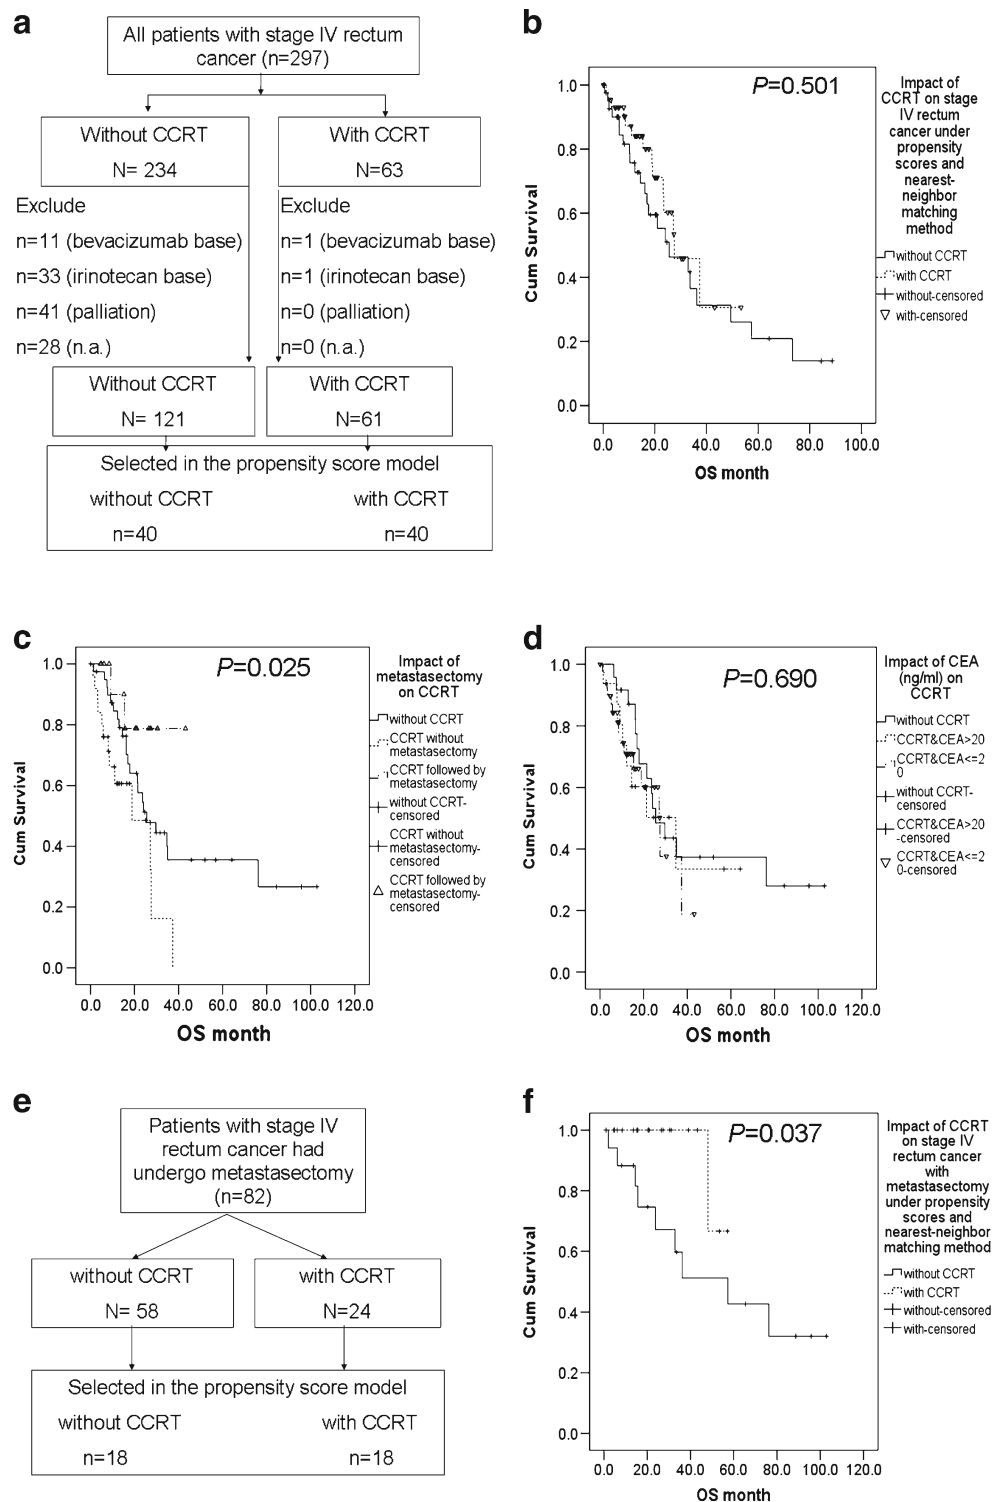 a
All patients with stage IV rectum
cancer (n=297)
Without CCRT
N= 234
With CCRT
N=63
Exclude
n=11 (bevacizumab base)
n=33 (irinotecan base)
n=41 (palliation)
n=28 (n.a.)
Exclude
n=1 (bevacizumab base)
n=1 (irinotecan base)
n=0 (palliation)
n=0 (n.a.)
Without CCRT
N= 121
With CCRT
N=61
Selected in the propensity score model
without CCRT
n=40
with CCRT
n=40
b
P=0.501
Cum Survival
1.0
0.8
0.6
0.4
0.2
0.0
0.0 20.0 40.0 60.0 80.0 100.0
OS month
Impact of
CCRT on stage
IV rectum
cancer under
propensity
scores and
nearest-
neighbor
matching
method
without CCRT
with CCRT
without-censored
with-censored
c
P=0.025
Cum Survival
1.0
0.8
0.6
0.4
0.2
0.0
0.0 20.0 40.0 60.0 80.0 100.0 120.0
OS month
Impact of
metastasectomy
on CCRT
without CCRT
CCRT without
metastasectomy
CCRT followed by
metastasectomy
without CCRT-
censored
CCRT without
metastasectomy-
censored
CCRT followed by
metastasectomy-
censored
d
P=0.690
Cum Survival
1.0
0.8
0.6
0.4
0.2
0.0
0.0 20.0 40.0 60.0 80.0 100.0 120.0
OS month
Impact of CEA
(ng/ml) on
CCRT
without CCRT
CCRT&CEA>20
CCRT&CEA<=2
0
without CCRT-
censored
CCRT&CEA>20
-censored
CCRT&CEA<=2
0-censored
e
Patients with stage IV
rectum cancer had
undergo metastasectomy
(n=82)
without CCRT
N= 58
with CCRT
N=24
Selected in the propensity score model
without CCRT
n=18
with CCRT
n=18
f
P=0.037
Cum Survival
1.0
0.8
0.6
0.4
0.2
0.0
0.0 20.0 40.0 60.0 80.0 100.0 120.0
OS month
Impact of CCRT
on stage IV
rectum cancer
with
metastasectomy
under propensity
scores and
nearest-neighbor
matching method
without CCRT
with CCRT
without-censored
with-censored